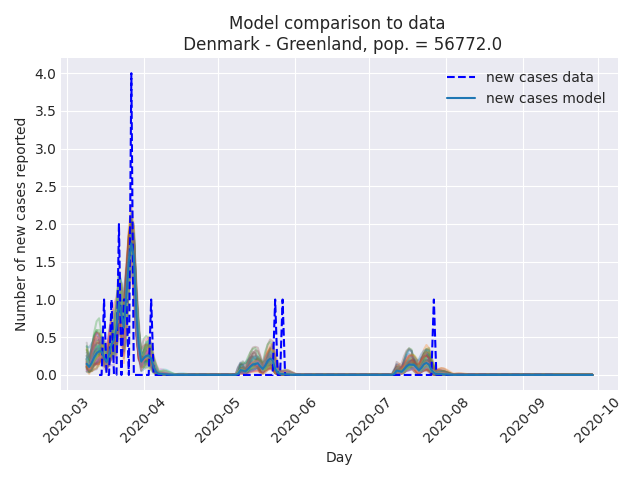 Model comparison to data
Denmark - Greenland, pop. = 56772.0
new cases data
new cases model
Number of new cases reported
4.0
3.5
3.0
2.5
2.0
1.5
1.0
0.5
0.0
2020-03
2020-04
2020-05
2020-06
2020-07
2020-08
2020-09
2020-10
Day